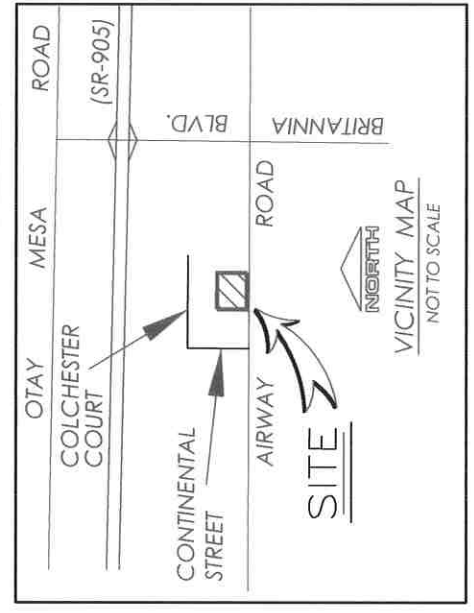 OTAY MESA ROAD
(SR-905)
COLCHESTER
COURT
BRITANNIA BLVD.
CONTINENTAL
STREET
AIRWAY ROAD
SITE
NORTH
VICINITY MAP
NOT TO SCALE